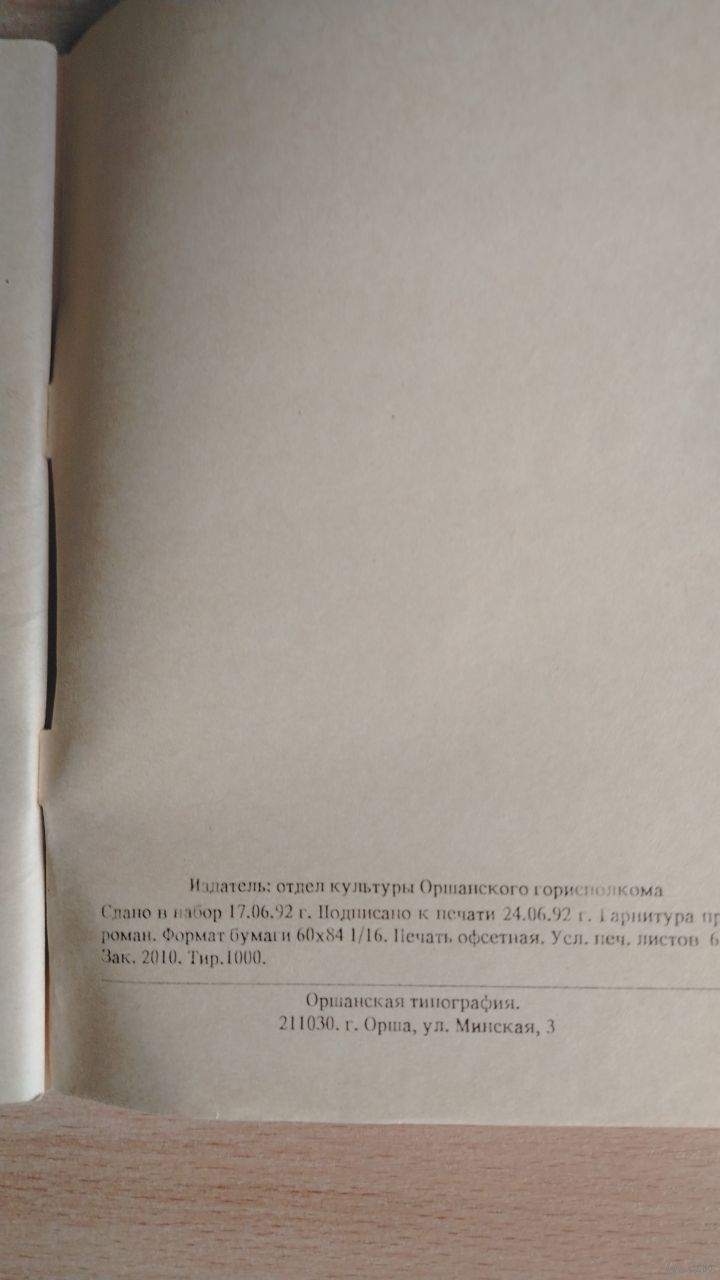 Издатель: отдел культуры Оршанского горисполкома
Сдано в набор 17.06.92 г. Подписано к печати 24.06.92 г. Гарнитура пр
роман. Формат бумаги 60х84 1/16. Печать офсетная. Усл. печ. листов 6
Зак. 2010. Тир.1000.
Оршанская типография.
211030. г. Орша, ул. Минская, 3